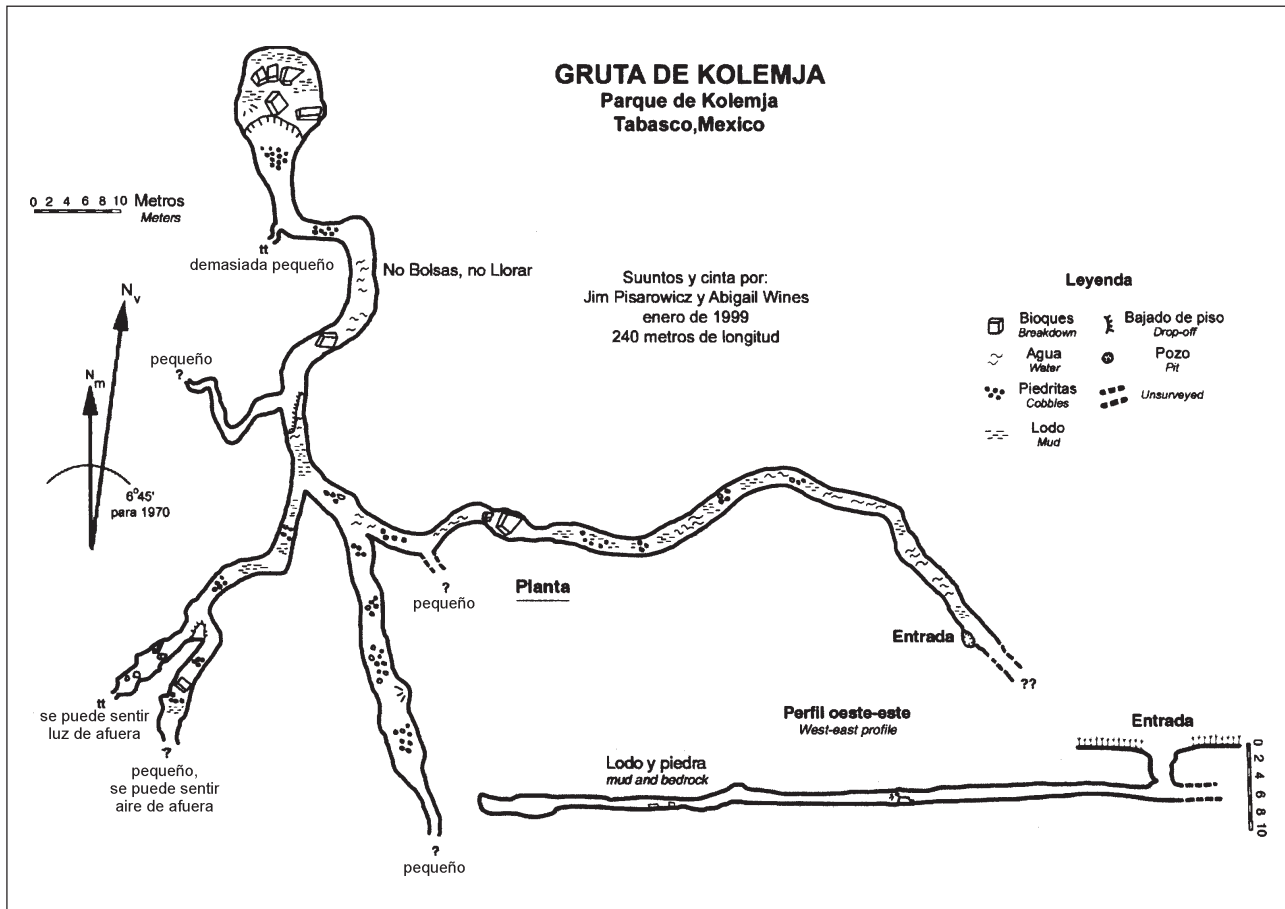 GRUTA DE KOLEMJA
Parque de Kolemja
Tabasco,Mexico
0 2 4 6 8 10 Metros
Meters
tt
demasiada pequeño
No Bolsas, no Llorar
Suuntos y cinta por:
Jim Pisarowicz y Abigail Wines
enero de 1999
240 metros de longitud
Leyenda
Bioques
Breakdown
Bajado de piso
Drop-off
Agua
Water
Pozo
Pit
Piedritas
Cobbles
Unsurveyed
Lodo
Mud
Nv
Nm
6°45'
para 1970
pequeño
?
?
pequeño
Planta
Entrada
??
tt
se puede sentir
luz de afuera
?
pequeño,
se puede sentir
aire de afuera
?
pequeño
Perfil oeste-este
West-east profile
Entrada
Lodo y piedra
mud and bedrock
0 2 4 6 8 10